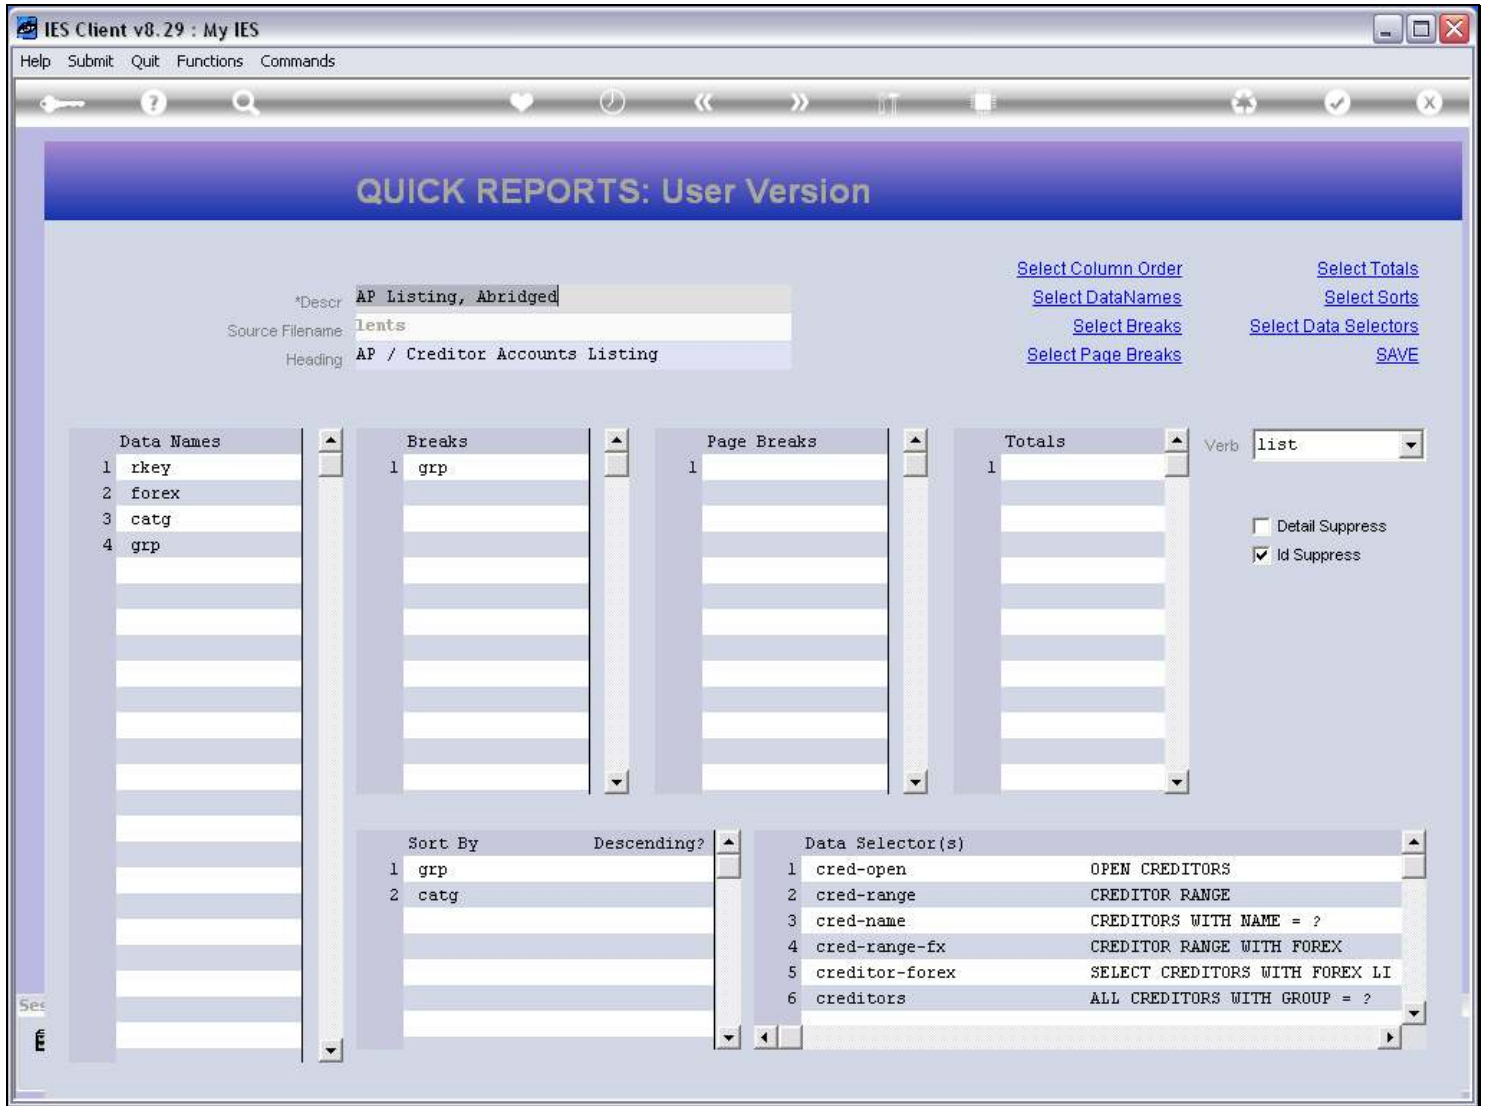 IES Client v8.29 : My IES
Help Submit Quit Functions Commands
QUICK REPORTS: User Version
Select Column Order Select Totals
*Descr AP Listing, Abridged Select DataNames Select Sorts
Source Filename lents Select Breaks Select Data Selectors
Heading AP / Creditor Accounts Listing Select Page Breaks SAVE
Data Names Breaks Page Breaks Totals Verb list
1 rkey 1 grp 1 1
2 forex
3 catg Detail Suppress
4 grp Id Suppress
Sort By Descending? Data Selector(s)
1 grp 1 cred-open OPEN CREDITORS
2 catg 2 cred-range CREDITOR RANGE
3 cred-name CREDITORS WITH NAME = ?
4 cred-range-fx CREDITOR RANGE WITH FOREX
5 creditor-forex SELECT CREDITORS WITH FOREX LI
6 creditors ALL CREDITORS WITH GROUP = ?
Ses